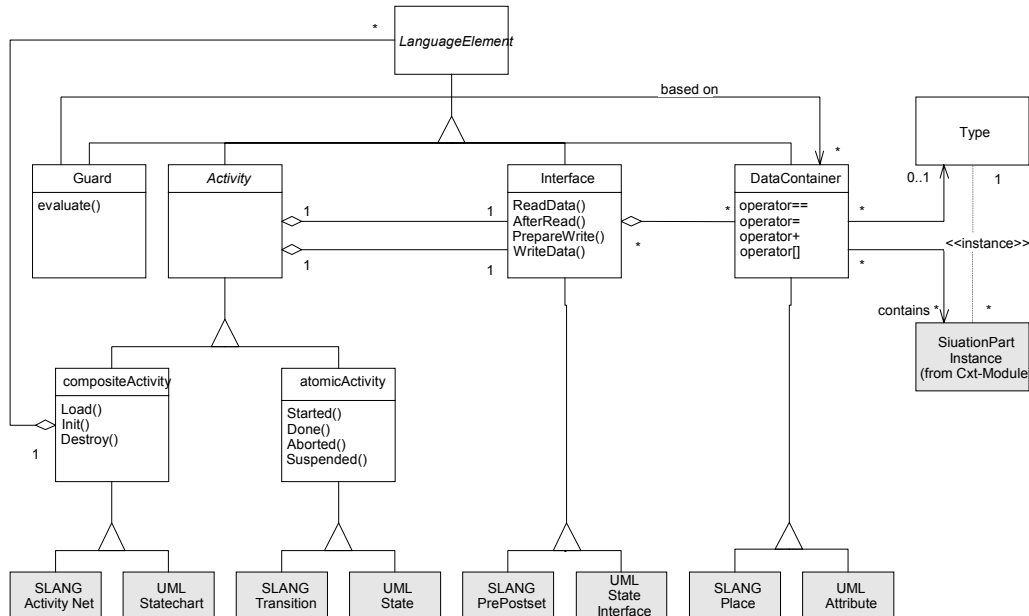 *
LanguageElement
based on
Guard
evaluate()
Activity
Interface
ReadData()
AfterRead()
PrepareWrite()
WriteData()
*
DataContainer
operator==
operator=
operator+
operator[]
Type
0..1
1
1
1
*
*
1
1
*
*
<<instance>>
contains *
*
SiuationPart
Instance
(from Cxt-Module
compositeActivity
Load()
Init()
Destroy()
1
atomicActivity
Started()
Done()
Aborted()
Suspended()
SLANG
Activity Net
UML
Statechart
SLANG
Transition
UML
State
SLANG
PrePostset
UML
State
Interface
SLANG
Place
UML
Attribute